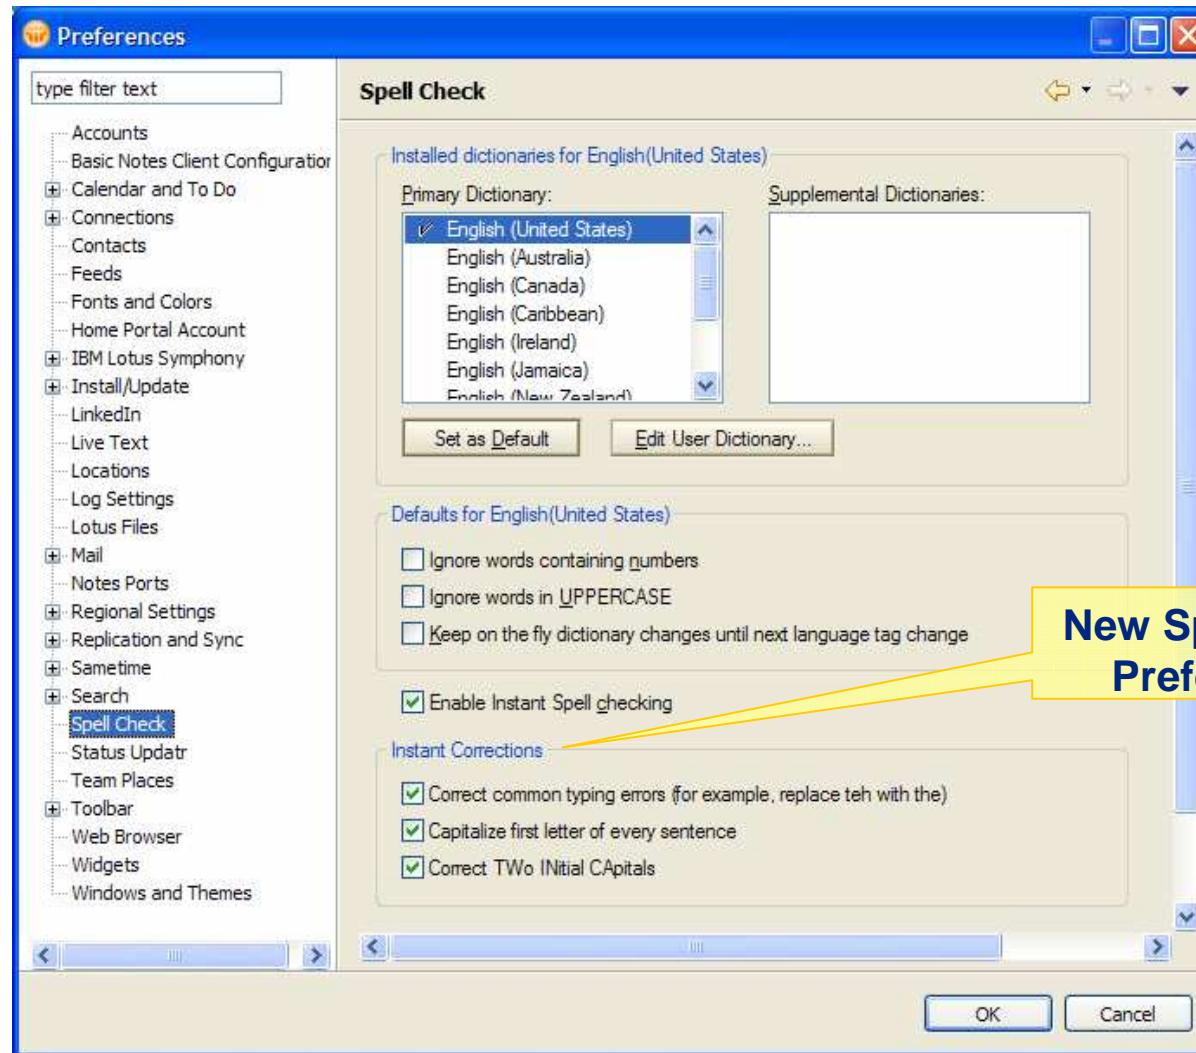 Preferences
type filter text
Accounts
Basic Notes Client Configuration
Calendar and To Do
Connections
Contacts
Feeds
Fonts and Colors
Home Portal Account
IBM Lotus Symphony
Install/Update
LinkedIn
Live Text
Locations
Log Settings
Lotus Files
Mail
Notes Ports
Regional Settings
Replication and Sync
Sametime
Search
Spell Check
Status Updatr
Team Places
Toolbar
Web Browser
Widgets
Windows and Themes
Spell Check
Installed dictionaries for English(United States)
Primary Dictionary:
English (United States)
English (Australia)
English (Canada)
English (Caribbean)
English (Ireland)
English (Jamaica)
English (New Zealand)
Supplemental Dictionaries:
Set as Default
Edit User Dictionary...
Defaults for English(United States)
Ignore words containing numbers
Ignore words in UPPERCASE
Keep on the fly dictionary changes until next language tag change
New
Enable Instant Spell checking
Instant Corrections
Correct common typing errors (for example, replace teh with the)
Capitalize first letter of every sentence
Correct TWo INitial CApitals
OK
Cancel